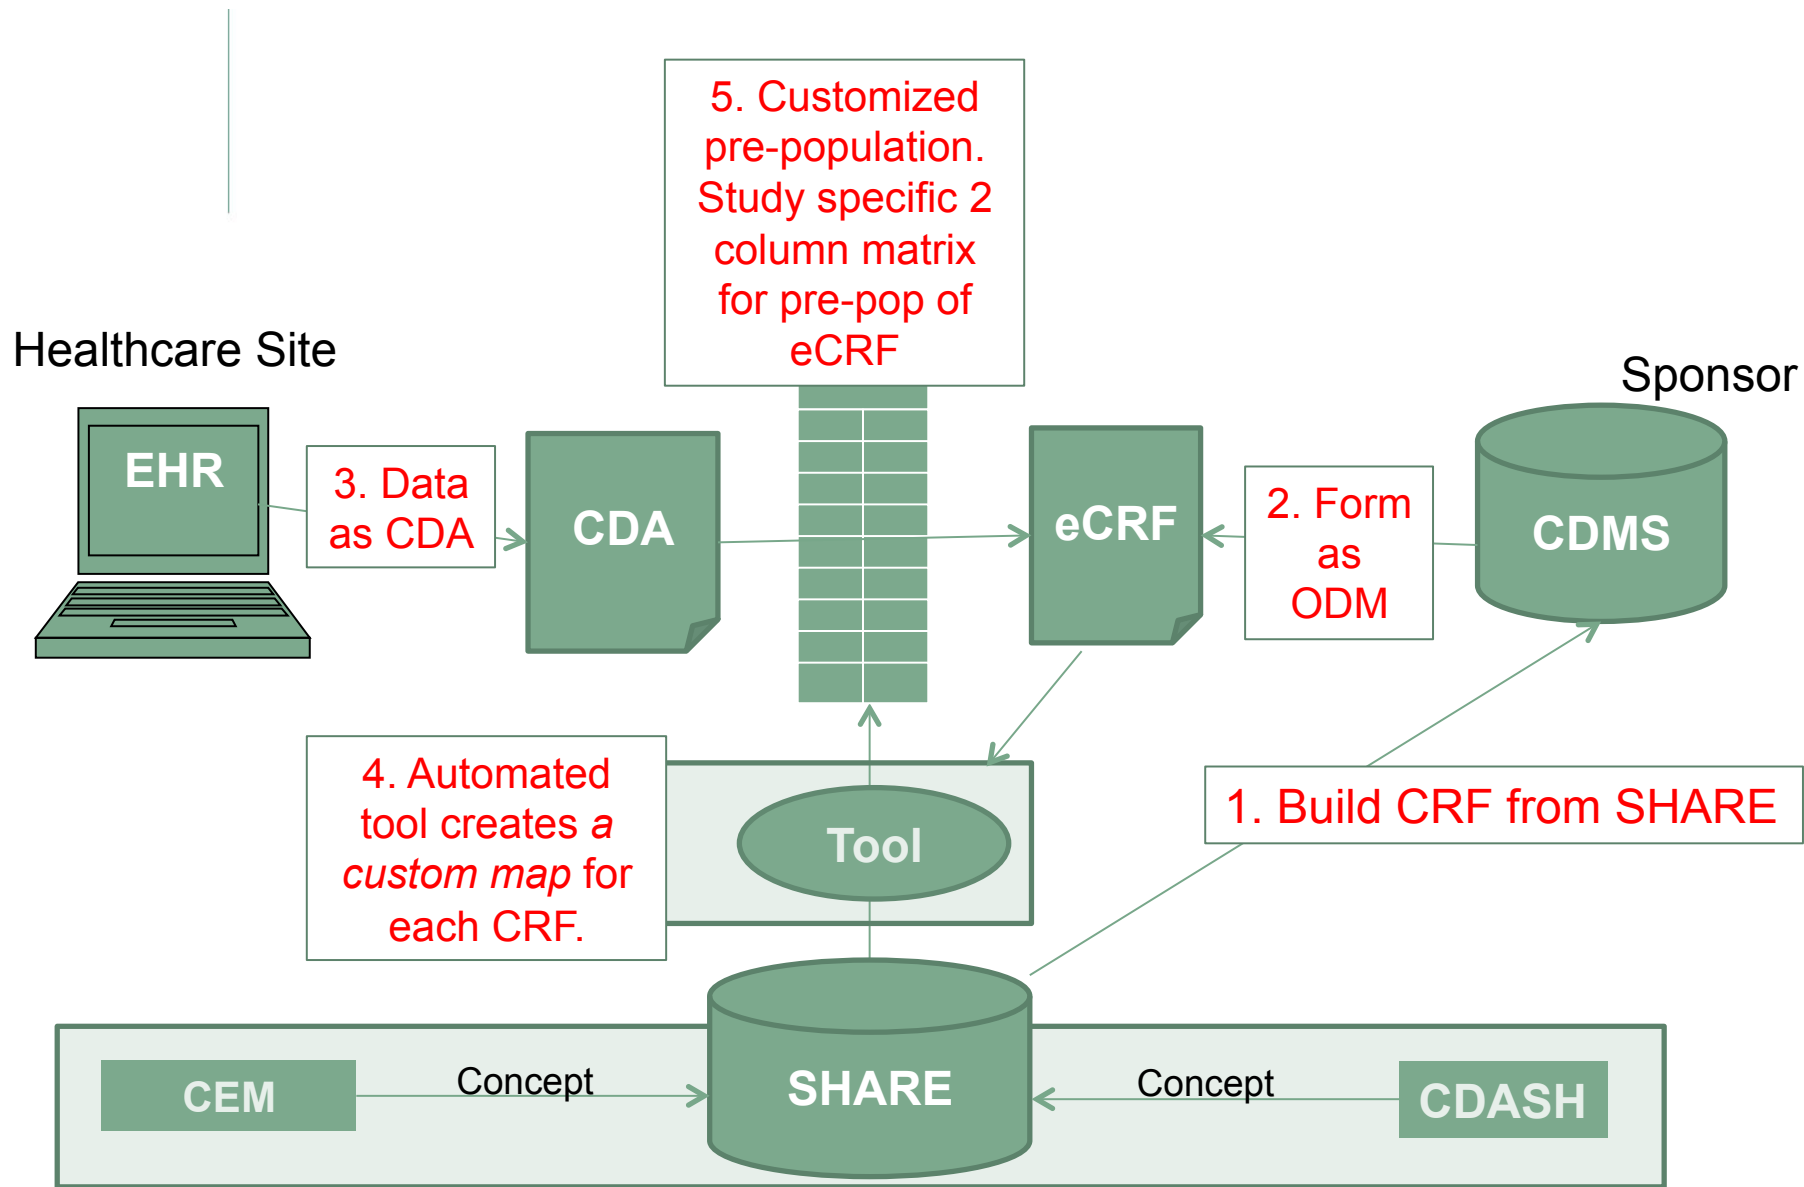 5. Customized
pre-population.
Study specific 2
column matrix
for pre-pop of
eCRF
Healthcare Site
Sponsor
EHR
3. Data
as CDA
CDA
eCRF
2. Form
as
ODM
CDMS
4. Automated
tool creates a
custom map for
each CRF.
Tool
1. Build CRF from SHARE
CEM
Concept
SHARE
Concept
CDASH